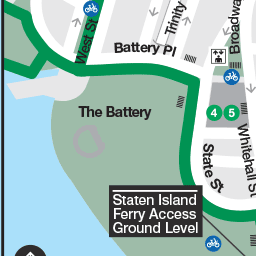 West St
Trinity
Broadway
Battery Pl
The Battery
4 5
Whitehall St
State St
Staten Island
Ferry Access
Ground Level